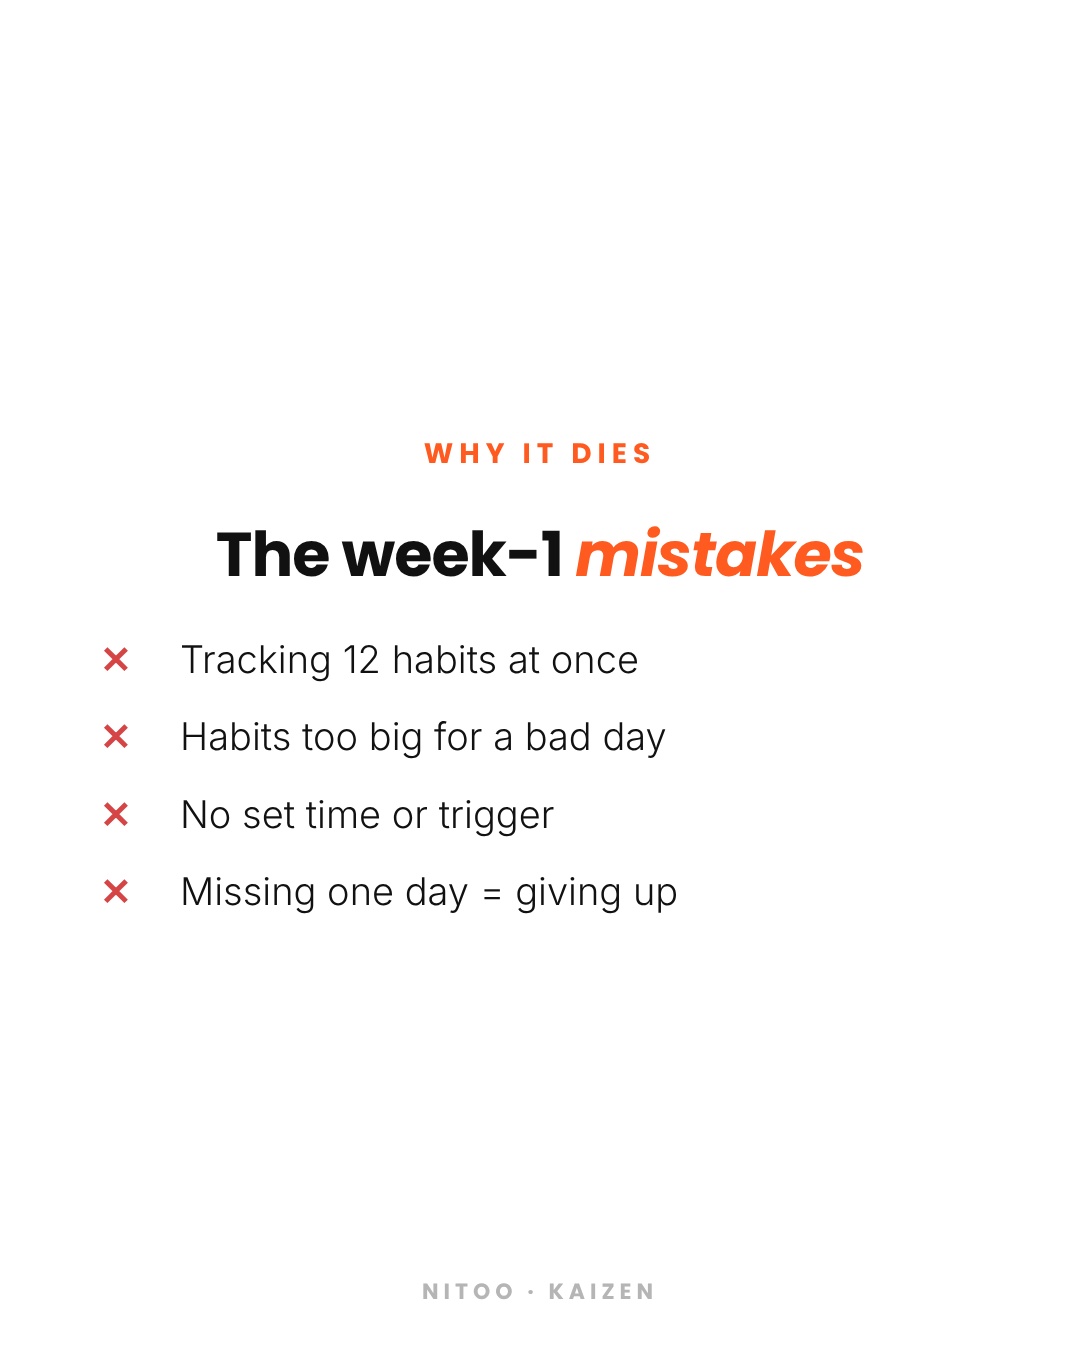 WHY IT DIES
The week-1 mistakes
✕ Tracking 12 habits at once
✕ Habits too big for a bad day
✕ No set time or trigger
✕ Missing one day = giving up
NITOO · KAIZEN